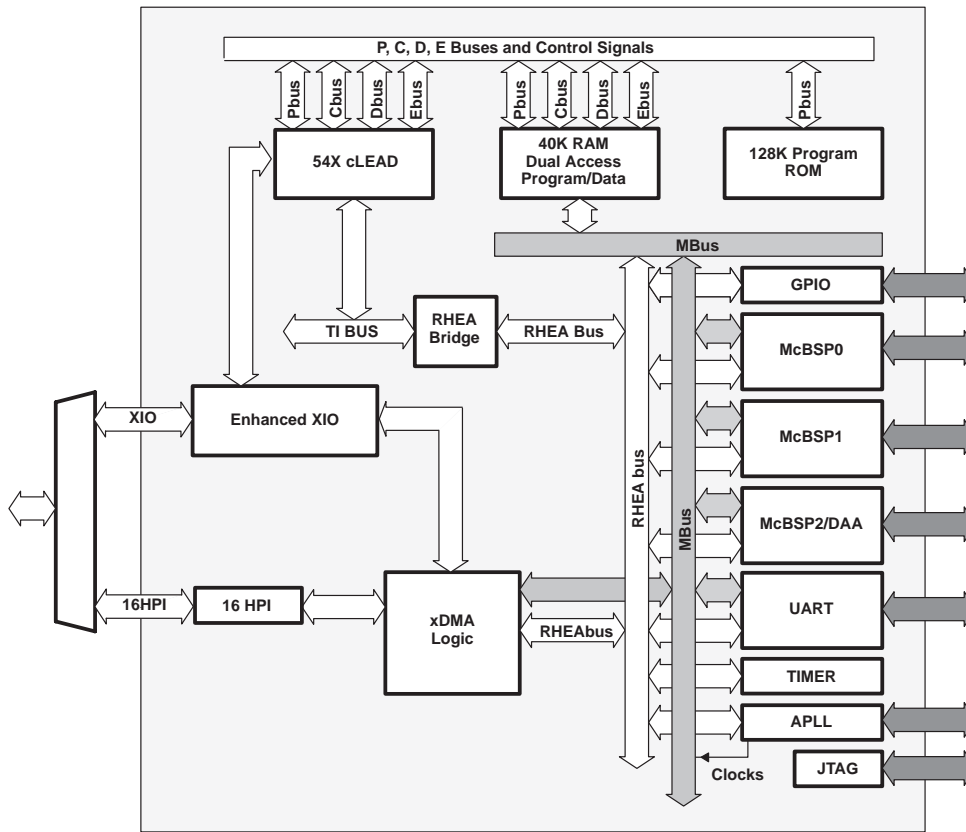 P, C, D, E Buses and Control Signals
Pbus
Cbus
Dbus
Ebus
Pbus
Cbus
Dbus
Ebus
Pbus
54X cLEAD
40K RAM
Dual Access
Program/Data
128K Program
ROM
MBus
GPIO
TI BUS
RHEA
Bridge
RHEA Bus
McBSP0
XIO
Enhanced XIO
McBSP1
RHEA bus
MBus
McBSP2/DAA
16HPI
16 HPI
xDMA
Logic
RHEAbus
UART
TIMER
APLL
Clocks
JTAG